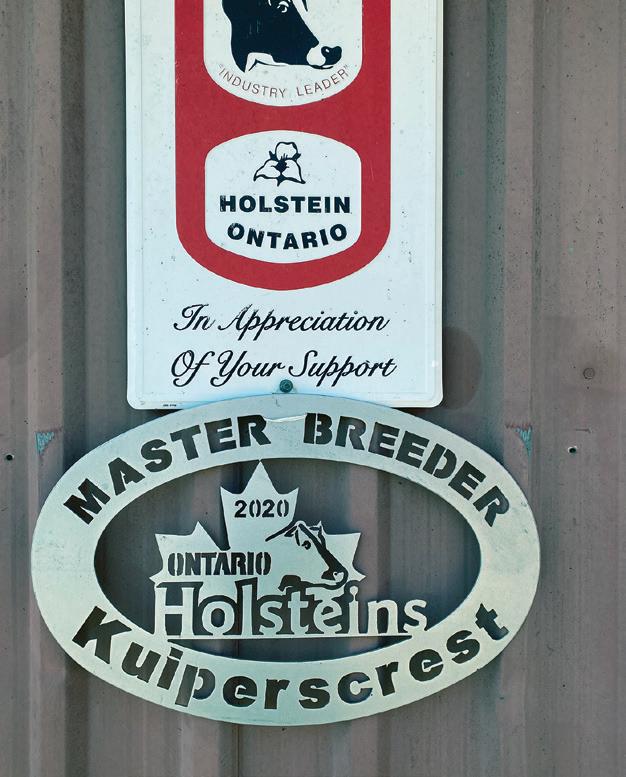 "INDUSTRY LEADER"
HOLSTEIN
ONTARIO
In Appreciation
Of Your Support
MASTER BREEDER
2020
ONTARIO
Holsteins
Kuiperscrest